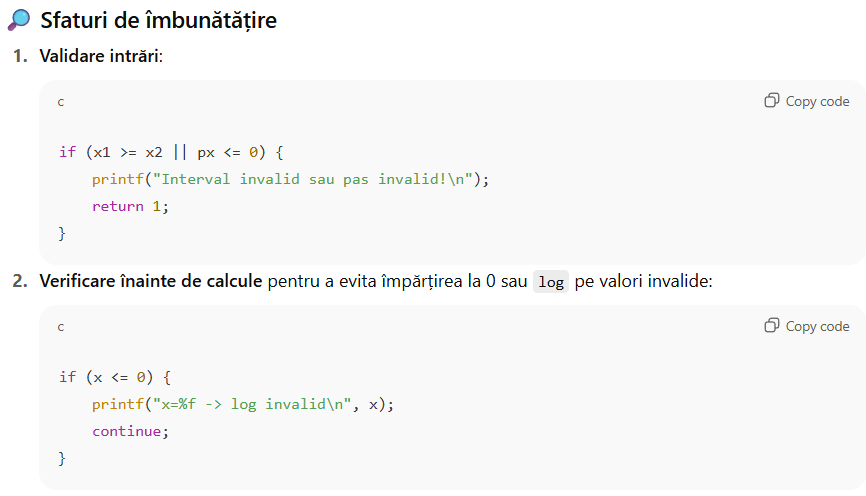 🔎 Sfaturi de îmbunătățire
1. Validare intrări:
c Copy code
if (x1 >= x2 || px <= 0) {
    printf("Interval invalid sau pas invalid!\n");
    return 1;
}
2. Verificare înainte de calcule pentru a evita împărțirea la 0 sau log pe valori invalide:
c Copy code
if (x <= 0) {
    printf("x=%f -> log invalid\n", x);
    continue;
}